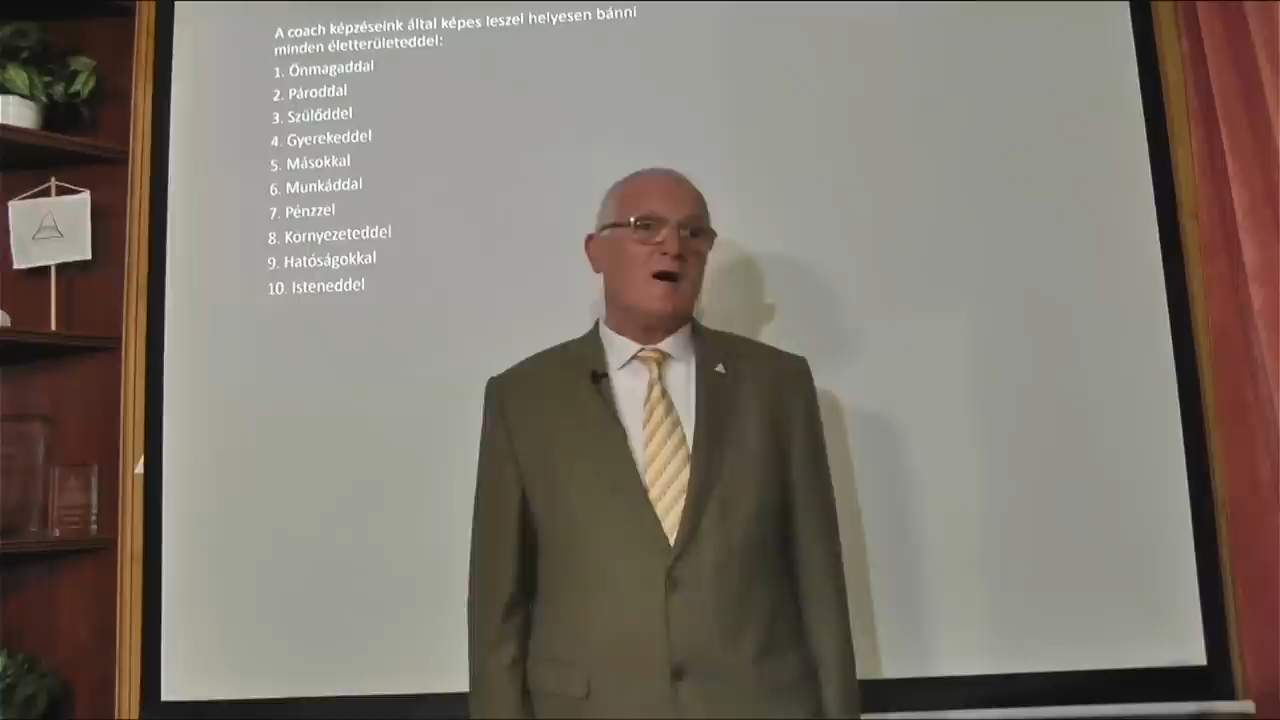 A coach képzéseink által képes leszel helyesen bánni
minden életterületeddel:
1. Önmagaddal
2. Pároddal
3. Szülőddel
4. Gyerekeddel
5. Másokkal
6. Munkáddal
7. Pénzzel
8. Környezeteddel
9. Hatóságokkal
10. Isteneddel